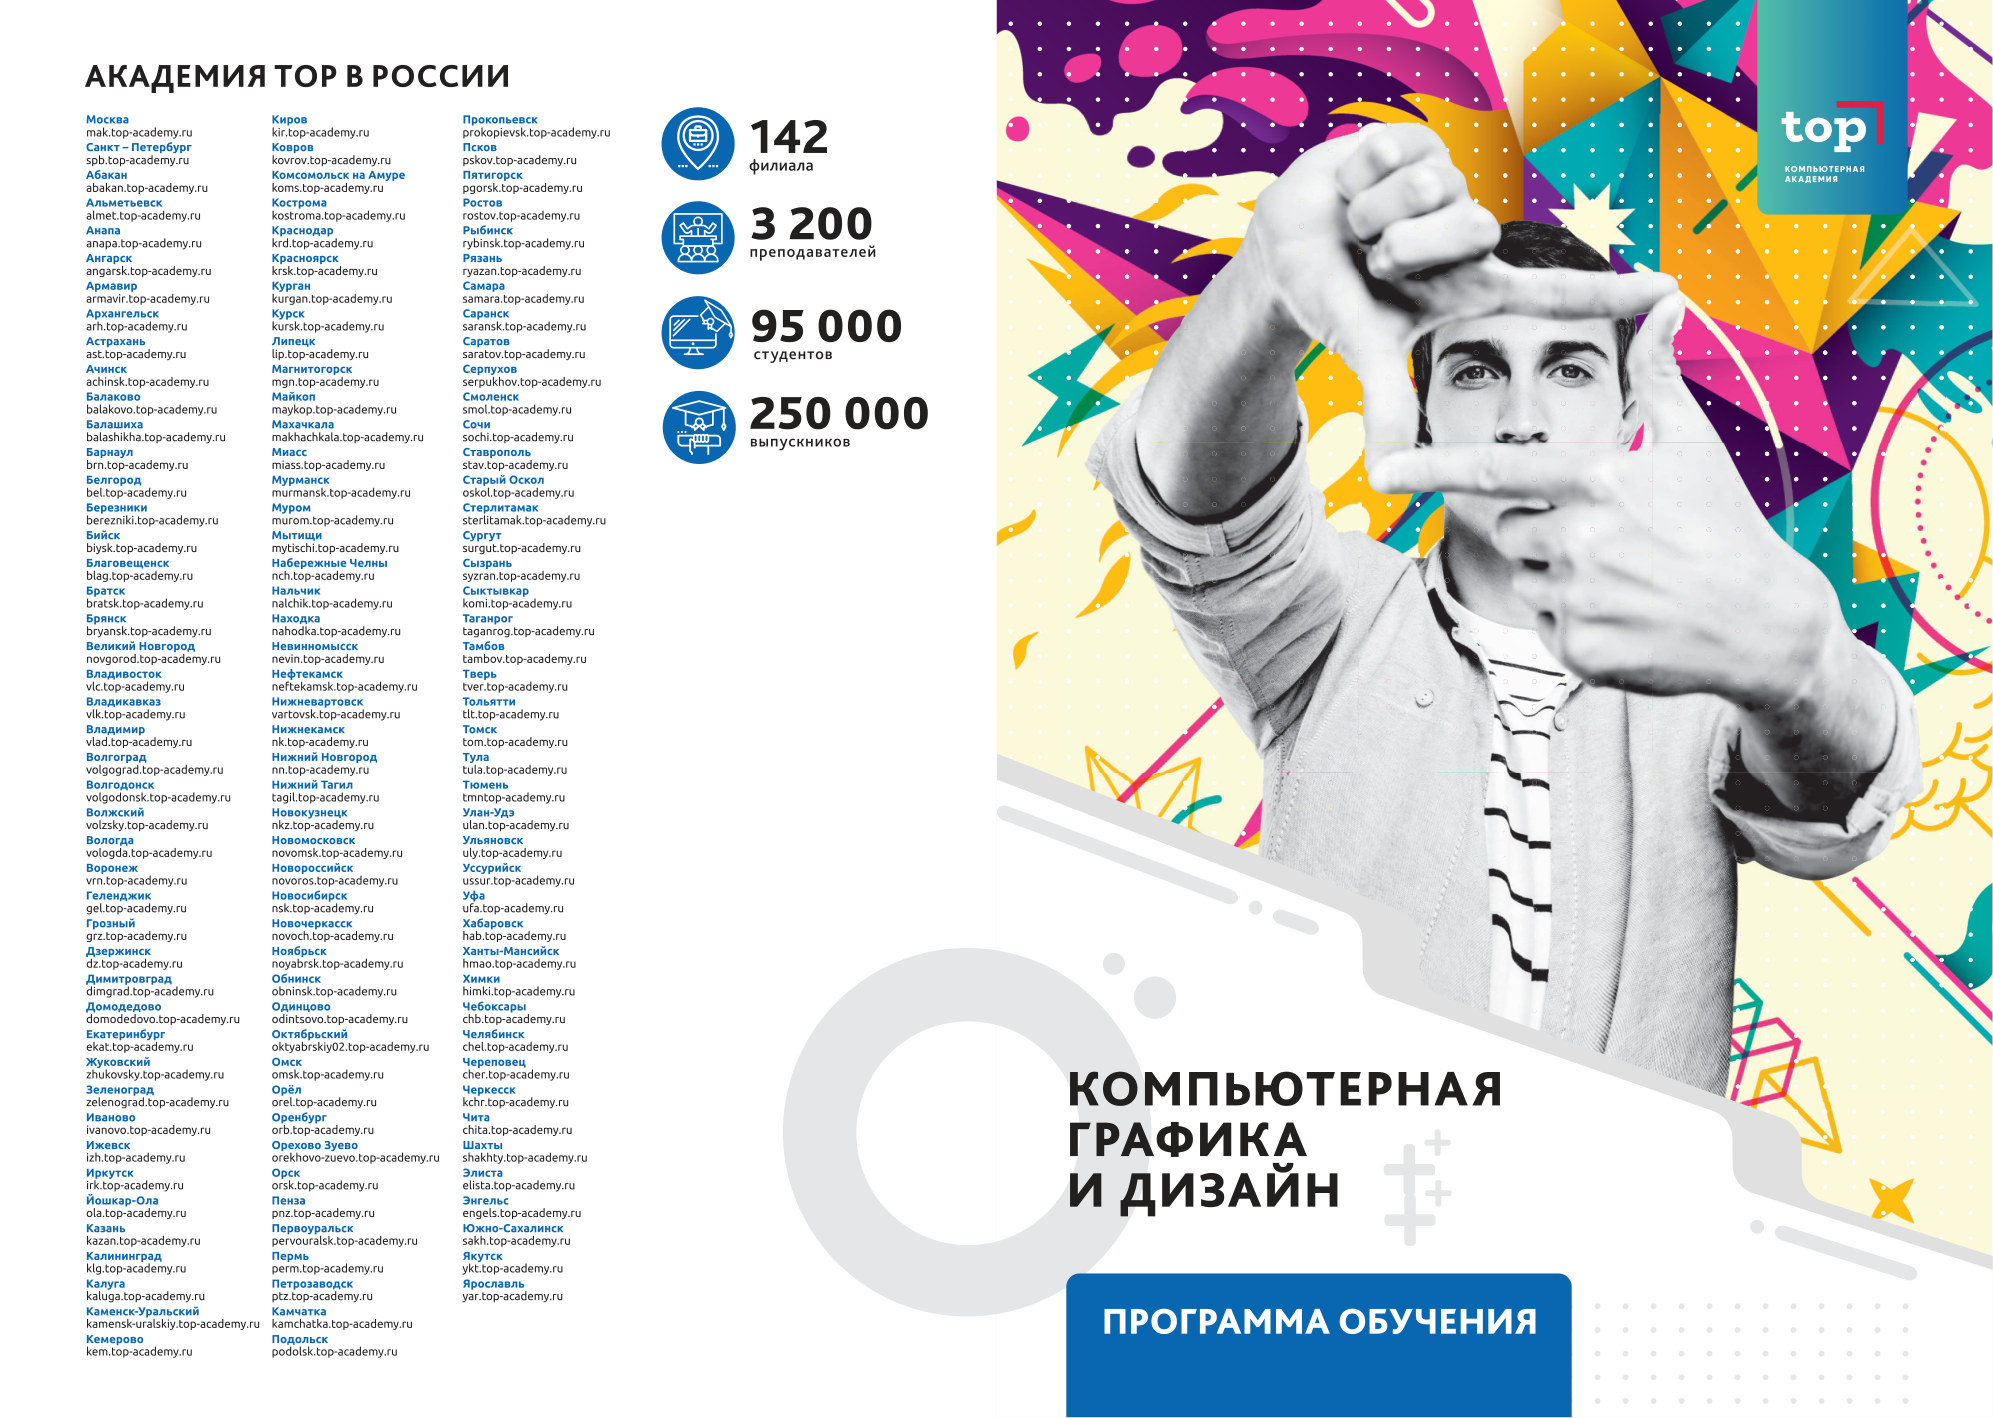 АКАДЕМИЯ TOP В РОССИИ
Москва
mak.top-academy.ru
Санкт – Петербург
spb.top-academy.ru
Абакан
abakan.top-academy.ru
Альметьевск
almet.top-academy.ru
Анапа
anapa.top-academy.ru
Ангарск
angarsk.top-academy.ru
Армавир
armavir.top-academy.ru
Архангельск
arh.top-academy.ru
Астрахань
ast.top-academy.ru
Ачинск
achinsk.top-academy.ru
Балаково
balakovo.top-academy.ru
Балашиха
balashikha.top-academy.ru
Барнаул
brn.top-academy.ru
Белгород
bel.top-academy.ru
Березники
berezniki.top-academy.ru
Бийск
biysk.top-academy.ru
Благовещенск
blag.top-academy.ru
Братск
bratsk.top-academy.ru
Брянск
bryansk.top-academy.ru
Великий Новгород
novgorod.top-academy.ru
Владивосток
vlc.top-academy.ru
Владикавказ
vlk.top-academy.ru
Владимир
vlad.top-academy.ru
Волгоград
volgograd.top-academy.ru
Волгодонск
volgodonsk.top-academy.ru
Волжский
volzsky.top-academy.ru
Вологда
vologda.top-academy.ru
Воронеж
vrn.top-academy.ru
Геленджик
gel.top-academy.ru
Грозный
grz.top-academy.ru
Дзержинск
dz.top-academy.ru
Димитровград
dimgrad.top-academy.ru
Домодедово
domodedovo.top-academy.ru
Екатеринбург
ekat.top-academy.ru
Жуковский
zhukovsky.top-academy.ru
Зеленоград
zelenograd.top-academy.ru
Иваново
ivanovo.top-academy.ru
Ижевск
izh.top-academy.ru
Иркутск
irk.top-academy.ru
Йошкар-Ола
ola.top-academy.ru
Казань
kazan.top-academy.ru
Калининград
klg.top-academy.ru
Калуга
kaluga.top-academy.ru
Каменск-Уральский
kamensk-uralskiy.top-academy.ru
Кемерово
kem.top-academy.ru
Киров
kir.top-academy.ru
Ковров
kovrov.top-academy.ru
Комсомольск на Амуре
koms.top-academy.ru
Кострома
kostroma.top-academy.ru
Краснодар
krd.top-academy.ru
Красноярск
krsk.top-academy.ru
Курган
kurgan.top-academy.ru
Курск
kursk.top-academy.ru
Липецк
lip.top-academy.ru
Магнитогорск
mgn.top-academy.ru
Майкоп
maykop.top-academy.ru
Махачкала
makhachkala.top-academy.ru
Миасс
miass.top-academy.ru
Мурманск
murmansk.top-academy.ru
Муром
murom.top-academy.ru
Мытищи
mytischi.top-academy.ru
Набережные Челны
nch.top-academy.ru
Нальчик
nalchik.top-academy.ru
Находка
nahodka.top-academy.ru
Невинномысск
nevin.top-academy.ru
Нефтекамск
neftekamsk.top-academy.ru
Нижневартовск
vartovsk.top-academy.ru
Нижнекамск
nk.top-academy.ru
Нижний Новгород
nn.top-academy.ru
Нижний Тагил
tagil.top-academy.ru
Новокузнецк
nkz.top-academy.ru
Новомосковск
novomsk.top-academy.ru
Новороссийск
novoros.top-academy.ru
Новосибирск
nsk.top-academy.ru
Новочеркасск
novoch.top-academy.ru
Ноябрьск
noyabrsk.top-academy.ru
Обнинск
obninsk.top-academy.ru
Одинцово
odintsovo.top-academy.ru
Октябрьский
oktyabrskiy02.top-academy.ru
Омск
omsk.top-academy.ru
Орёл
orel.top-academy.ru
Оренбург
orb.top-academy.ru
Орехово Зуево
orekhovo-zuevo.top-academy.ru
Орск
orsk.top-academy.ru
Пенза
pnz.top-academy.ru
Первоуральск
pervouralsk.top-academy.ru
Пермь
perm.top-academy.ru
Петрозаводск
ptz.top-academy.ru
Камчатка
kamchatka.top-academy.ru
Подольск
podolsk.top-academy.ru
Прокопьевск
prokopievsk.top-academy.ru
Псков
pskov.top-academy.ru
Пятигорск
pgorsk.top-academy.ru
Ростов
rostov.top-academy.ru
Рыбинск
rybinsk.top-academy.ru
Рязань
ryazan.top-academy.ru
Самара
samara.top-academy.ru
Саранск
saransk.top-academy.ru
Саратов
saratov.top-academy.ru
Серпухов
serpukhov.top-academy.ru
Смоленск
smol.top-academy.ru
Сочи
sochi.top-academy.ru
Ставрополь
stav.top-academy.ru
Старый Оскол
oskol.top-academy.ru
Стерлитамак
sterlitamak.top-academy.ru
Сургут
surgut.top-academy.ru
Сызрань
syzran.top-academy.ru
Сыктывкар
komi.top-academy.ru
Таганрог
taganrog.top-academy.ru
Тамбов
tambov.top-academy.ru
Тверь
tver.top-academy.ru
Тольятти
tlt.top-academy.ru
Томск
tom.top-academy.ru
Тула
tula.top-academy.ru
Тюмень
tmntop-academy.ru
Улан-Удэ
ulan.top-academy.ru
Ульяновск
uly.top-academy.ru
Уссурийск
ussur.top-academy.ru
Уфа
ufa.top-academy.ru
Хабаровск
hab.top-academy.ru
Ханты-Мансийск
hmao.top-academy.ru
Химки
himki.top-academy.ru
Чебоксары
chb.top-academy.ru
Челябинск
chel.top-academy.ru
Череповец
cher.top-academy.ru
Черкесск
kchr.top-academy.ru
Чита
chita.top-academy.ru
Шахты
shakhty.top-academy.ru
Элиста
elista.top-academy.ru
Энгельс
engels.top-academy.ru
Южно-Сахалинск
sakh.top-academy.ru
Якутск
ykt.top-academy.ru
Ярославль
yar.top-academy.ru
142
филиала
3 200
преподавателей
95 000
студентов
250 000
выпускников
top
КОМПЬЮТЕРНАЯ
АКАДЕМИЯ
КОМПЬЮТЕРНАЯ
ГРАФИКА
И ДИЗАЙН
ПРОГРАММА ОБУЧЕНИЯ